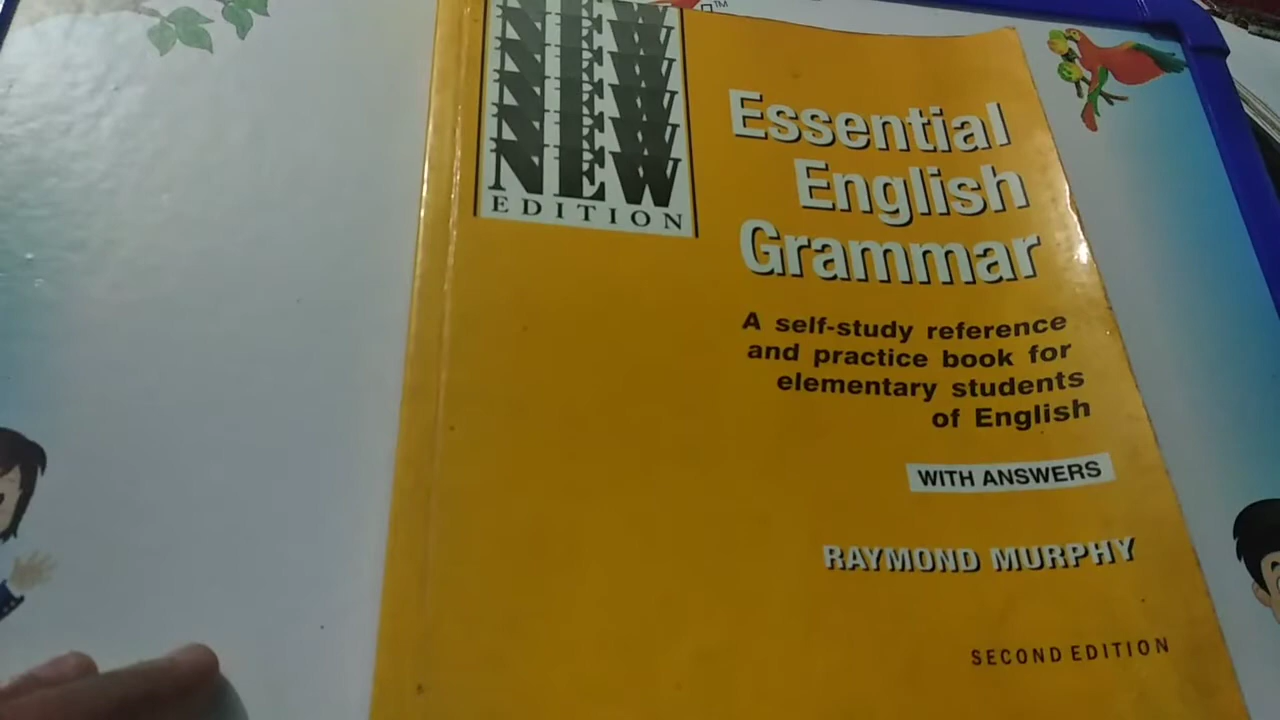 TM
NEW
EDITION
Essential
English
Grammar
A self-study reference
and practice book for
elementary students
of English
WITH ANSWERS
RAYMOND MURPHY
SECOND EDITION